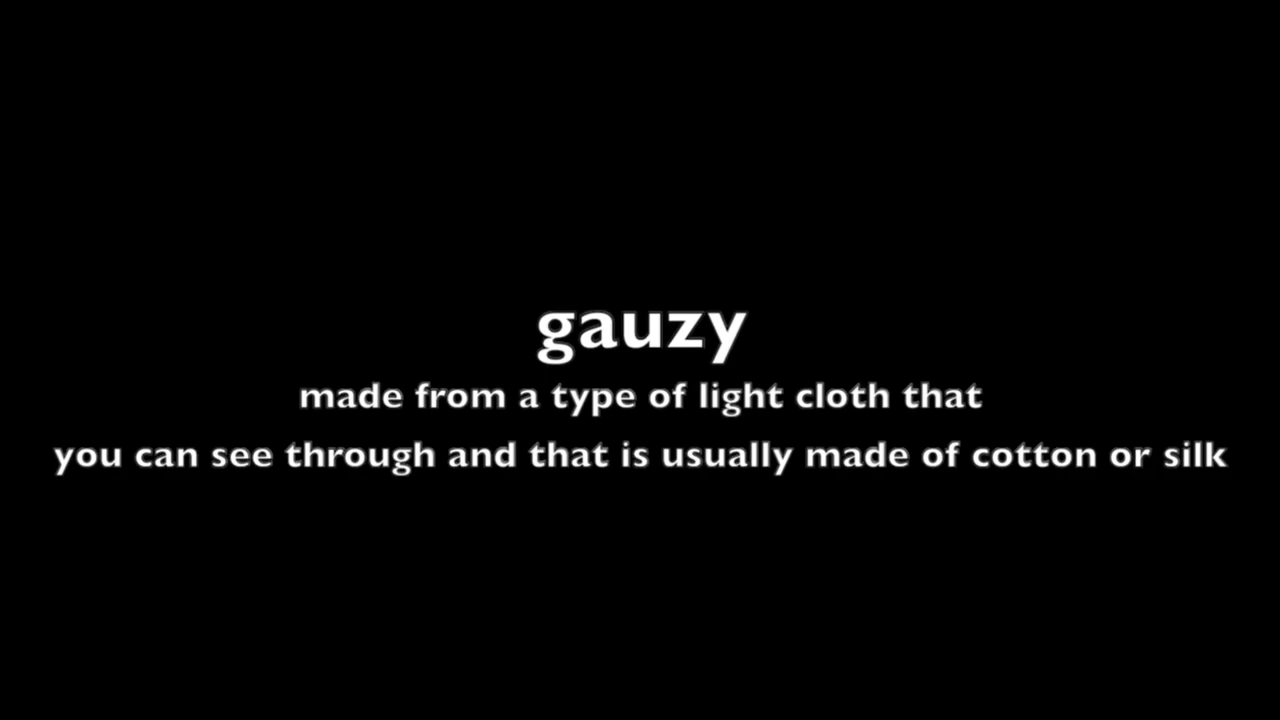 gauzy
made from a type of light cloth that
you can see through and that is usually made of cotton or silk